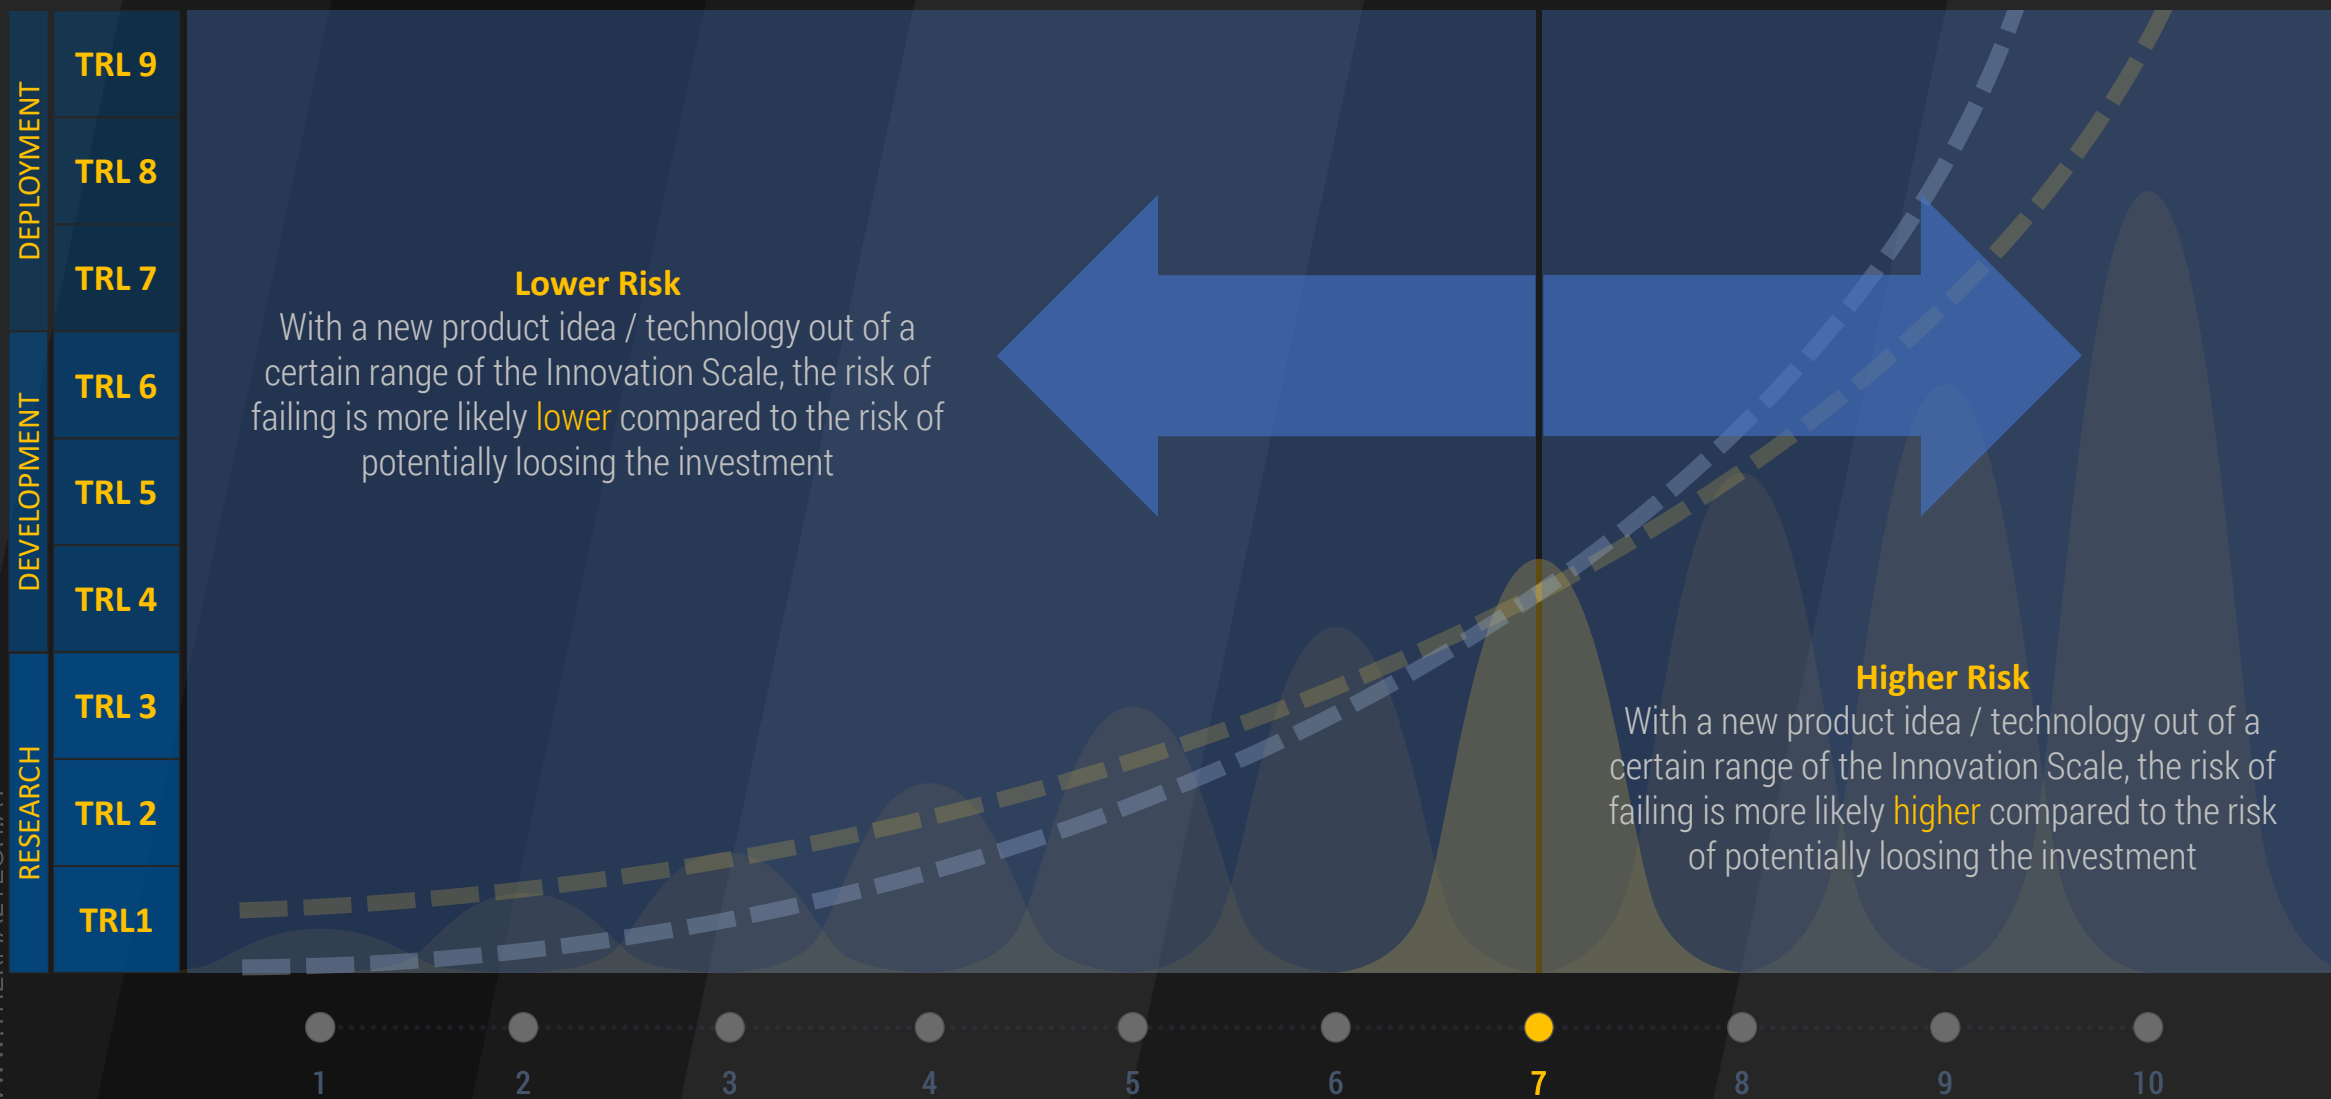 DEPLOYMENT
TRL 9
TRL 8
TRL 7
DEVELOPMENT
TRL 6
TRL 5
TRL 4
RESEARCH
TRL 3
TRL 2
TRL1
Lower Risk
With a new product idea / technology out of a
certain range of the Innovation Scale, the risk of
failing is more likely lower compared to the risk of
potentially loosing the investment
Higher Risk
With a new product idea / technology out of a
certain range of the Innovation Scale, the risk of
failing is more likely higher compared to the risk
of potentially loosing the investment
1 2 3 4 5 6 7 8 9 10